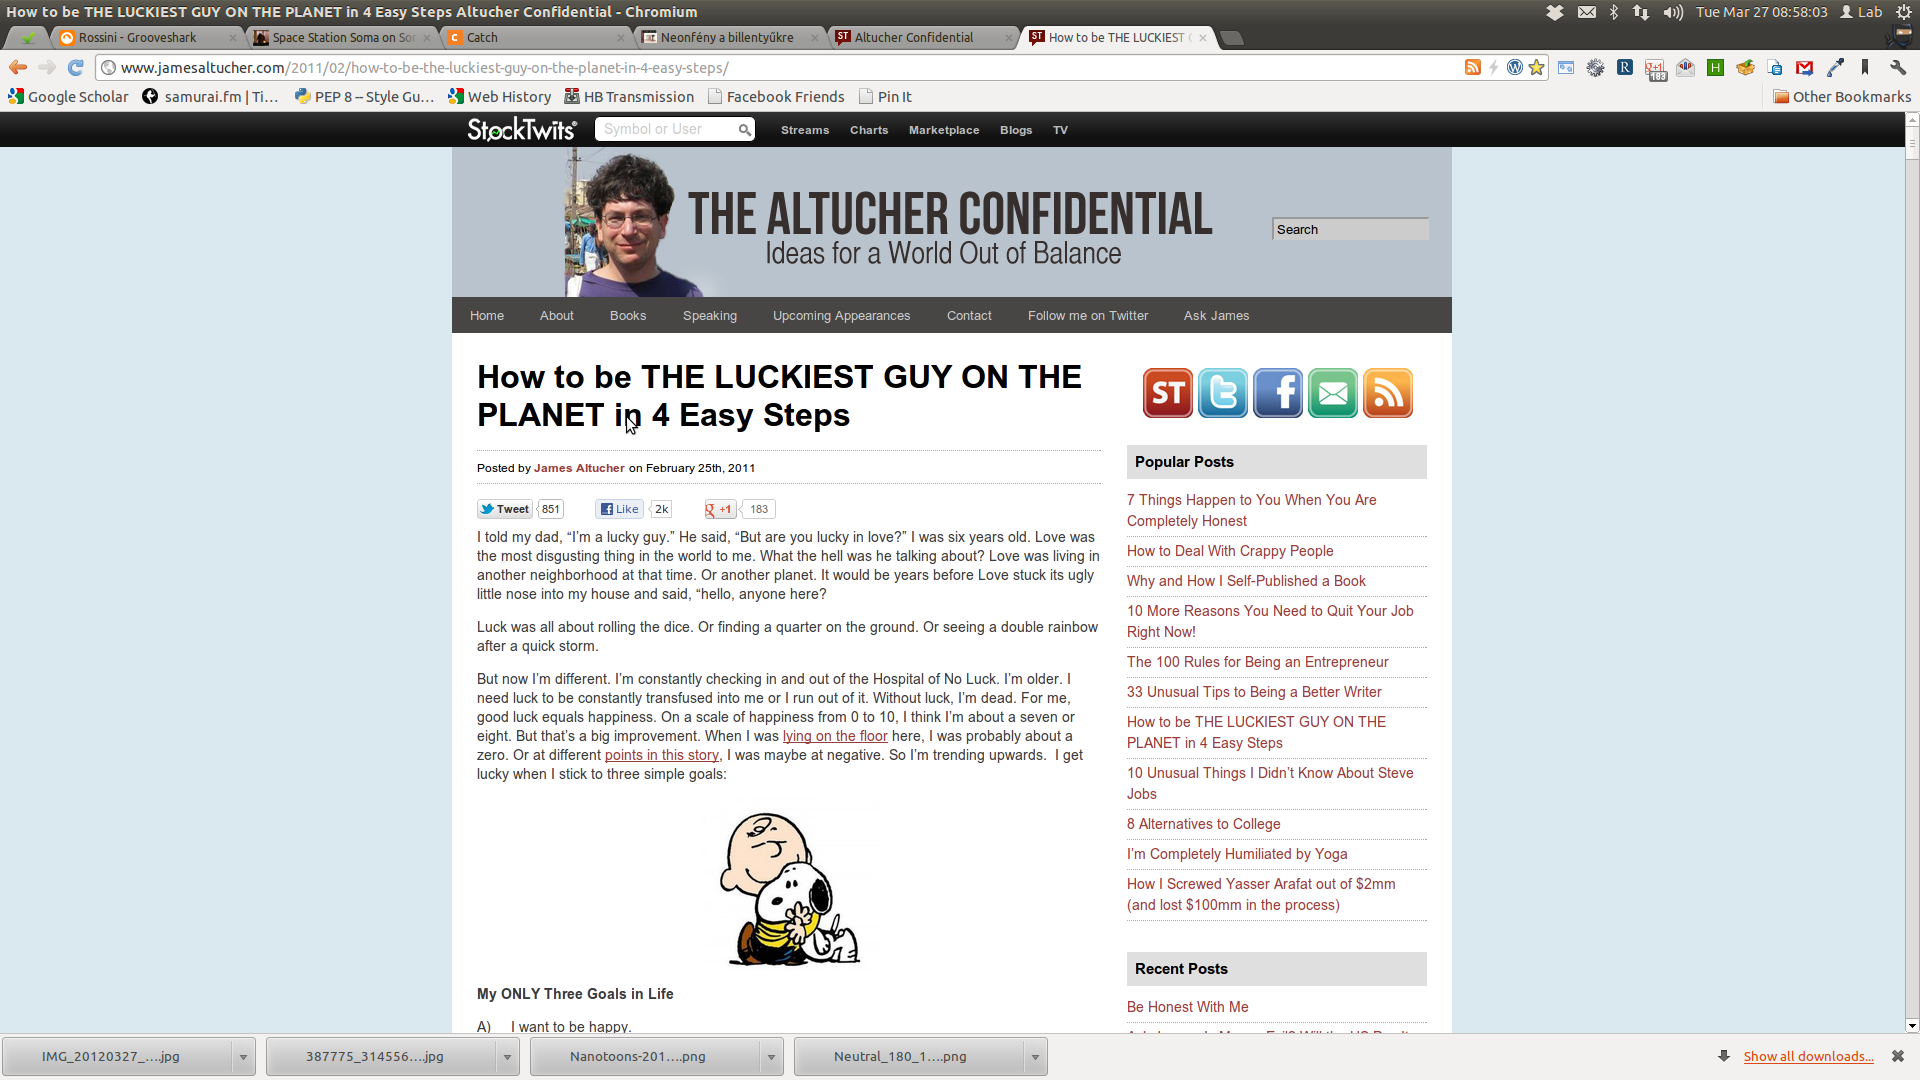 How to be THE LUCKIEST GUY ON THE PLANET in 4 Easy Steps Altucher Confidential - Chromium
Tue Mar 27 08:58:03
Lab
Rossini - Grooveshark
Space Station Soma on So
Catch
Neonfény a billentyűkre
Altucher Confidential
How to be THE LUCKIEST
www.jamesaltucher.com/2011/02/how-to-be-the-luckiest-guy-on-the-planet-in-4-easy-steps/
Google Scholar
samurai.fm | Ti...
PEP 8 – Style Gu...
Web History
HB Transmission
Facebook Friends
Pin It
Other Bookmarks
StockTwits
Symbol or User
Streams
Charts
Marketplace
Blogs
TV
THE ALTUCHER CONFIDENTIAL
Ideas for a World Out of Balance
Search
Home
About
Books
Speaking
Upcoming Appearances
Contact
Follow me on Twitter
Ask James
How to be THE LUCKIEST GUY ON THE
PLANET in 4 Easy Steps
Posted by James Altucher on February 25th, 2011
Tweet 851 Like 2k +1 183
I told my dad, “I’m a lucky guy.” He said, “But are you lucky in love?” I was six years old. Love was
the most disgusting thing in the world to me. What the hell was he talking about? Love was living in
another neighborhood at that time. Or another planet. It would be years before Love stuck its ugly
little nose into my house and said, “hello, anyone here?
Luck was all about rolling the dice. Or finding a quarter on the ground. Or seeing a double rainbow
after a quick storm.
But now I’m different. I’m constantly checking in and out of the Hospital of No Luck. I’m older. I
need luck to be constantly transfused into me or I run out of it. Without luck, I’m dead. For me,
good luck equals happiness. On a scale of happiness from 0 to 10, I think I’m about a seven or
eight. But that’s a big improvement. When I was lying on the floor here, I was probably about a
zero. Or at different points in this story, I was maybe at negative. So I’m trending upwards. I get
lucky when I stick to three simple goals:
My ONLY Three Goals in Life
A) I want to be happy.
ST
Popular Posts
7 Things Happen to You When You Are
Completely Honest
How to Deal With Crappy People
Why and How I Self-Published a Book
10 More Reasons You Need to Quit Your Job
Right Now!
The 100 Rules for Being an Entrepreneur
33 Unusual Tips to Being a Better Writer
How to be THE LUCKIEST GUY ON THE
PLANET in 4 Easy Steps
10 Unusual Things I Didn’t Know About Steve
Jobs
8 Alternatives to College
I’m Completely Humiliated by Yoga
How I Screwed Yasser Arafat out of $2mm
(and lost $100mm in the process)
Recent Posts
Be Honest With Me
IMG_20120327_....jpg
387775_314556....jpg
Nanotoons-201....png
Neutral_180_1....png
Show all downloads...